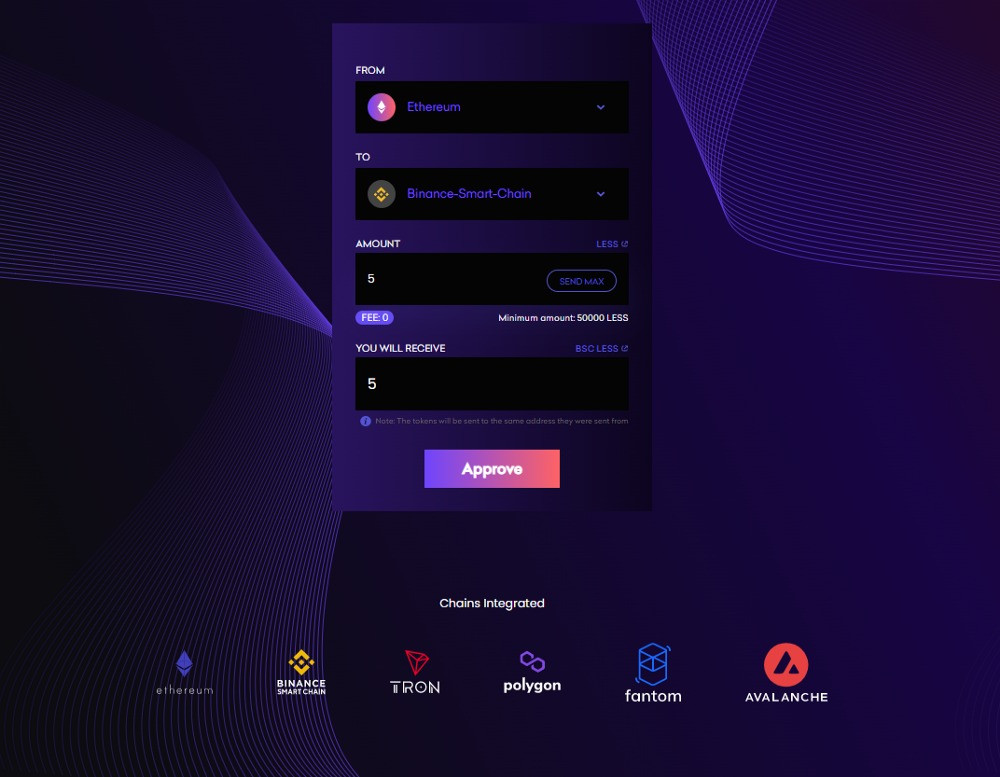 FROM
Ethereum
TO
Binance-Smart-Chain
AMOUNT LESS
5 SEND MAX
FEE: 0 Minimum amount: 50000 LESS
YOU WILL RECEIVE BSC LESS
5
i Note: The tokens will be sent to the same address they were sent from
Approve
Chains Integrated
ethereum
BINANCE
SMART CHAIN
TRON
polygon
fantom
AVALANCHE